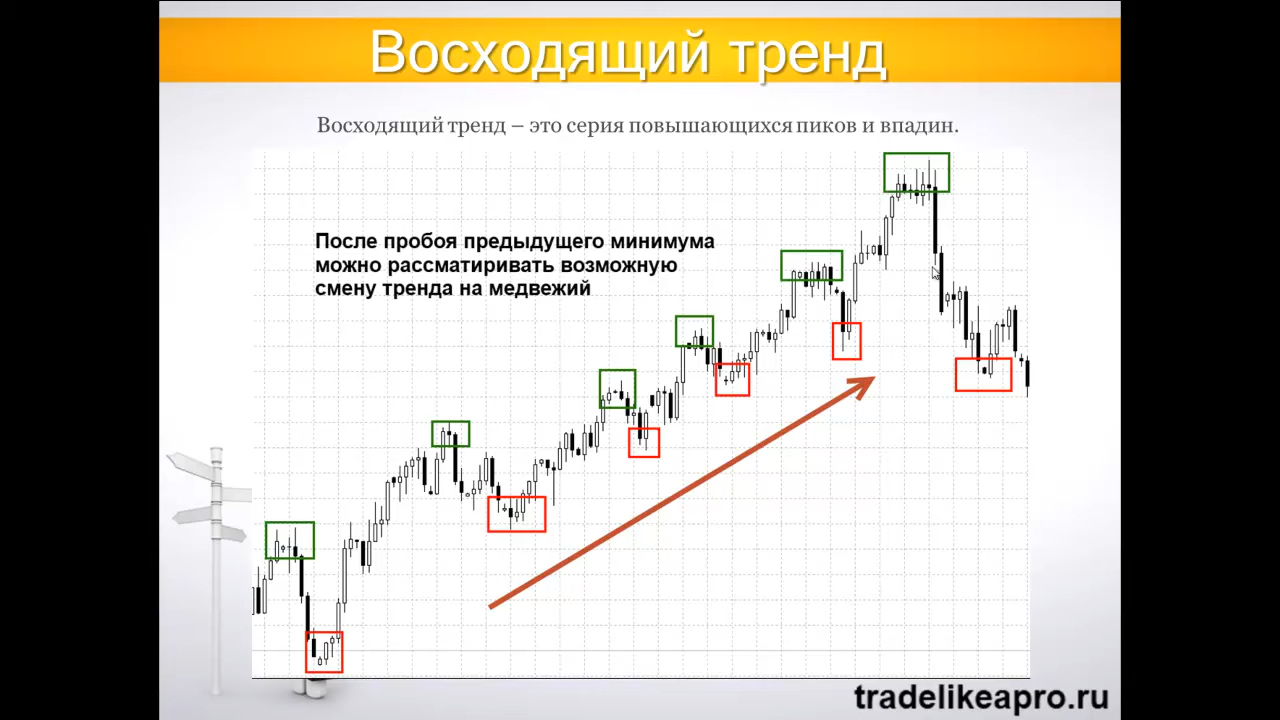 Восходящий тренд
Восходящий тренд – это серия повышающихся пиков и впадин.
После пробоя предыдущего минимума
можно рассматиривать возможную
смену тренда на медвежий
tradelikeapro.ru